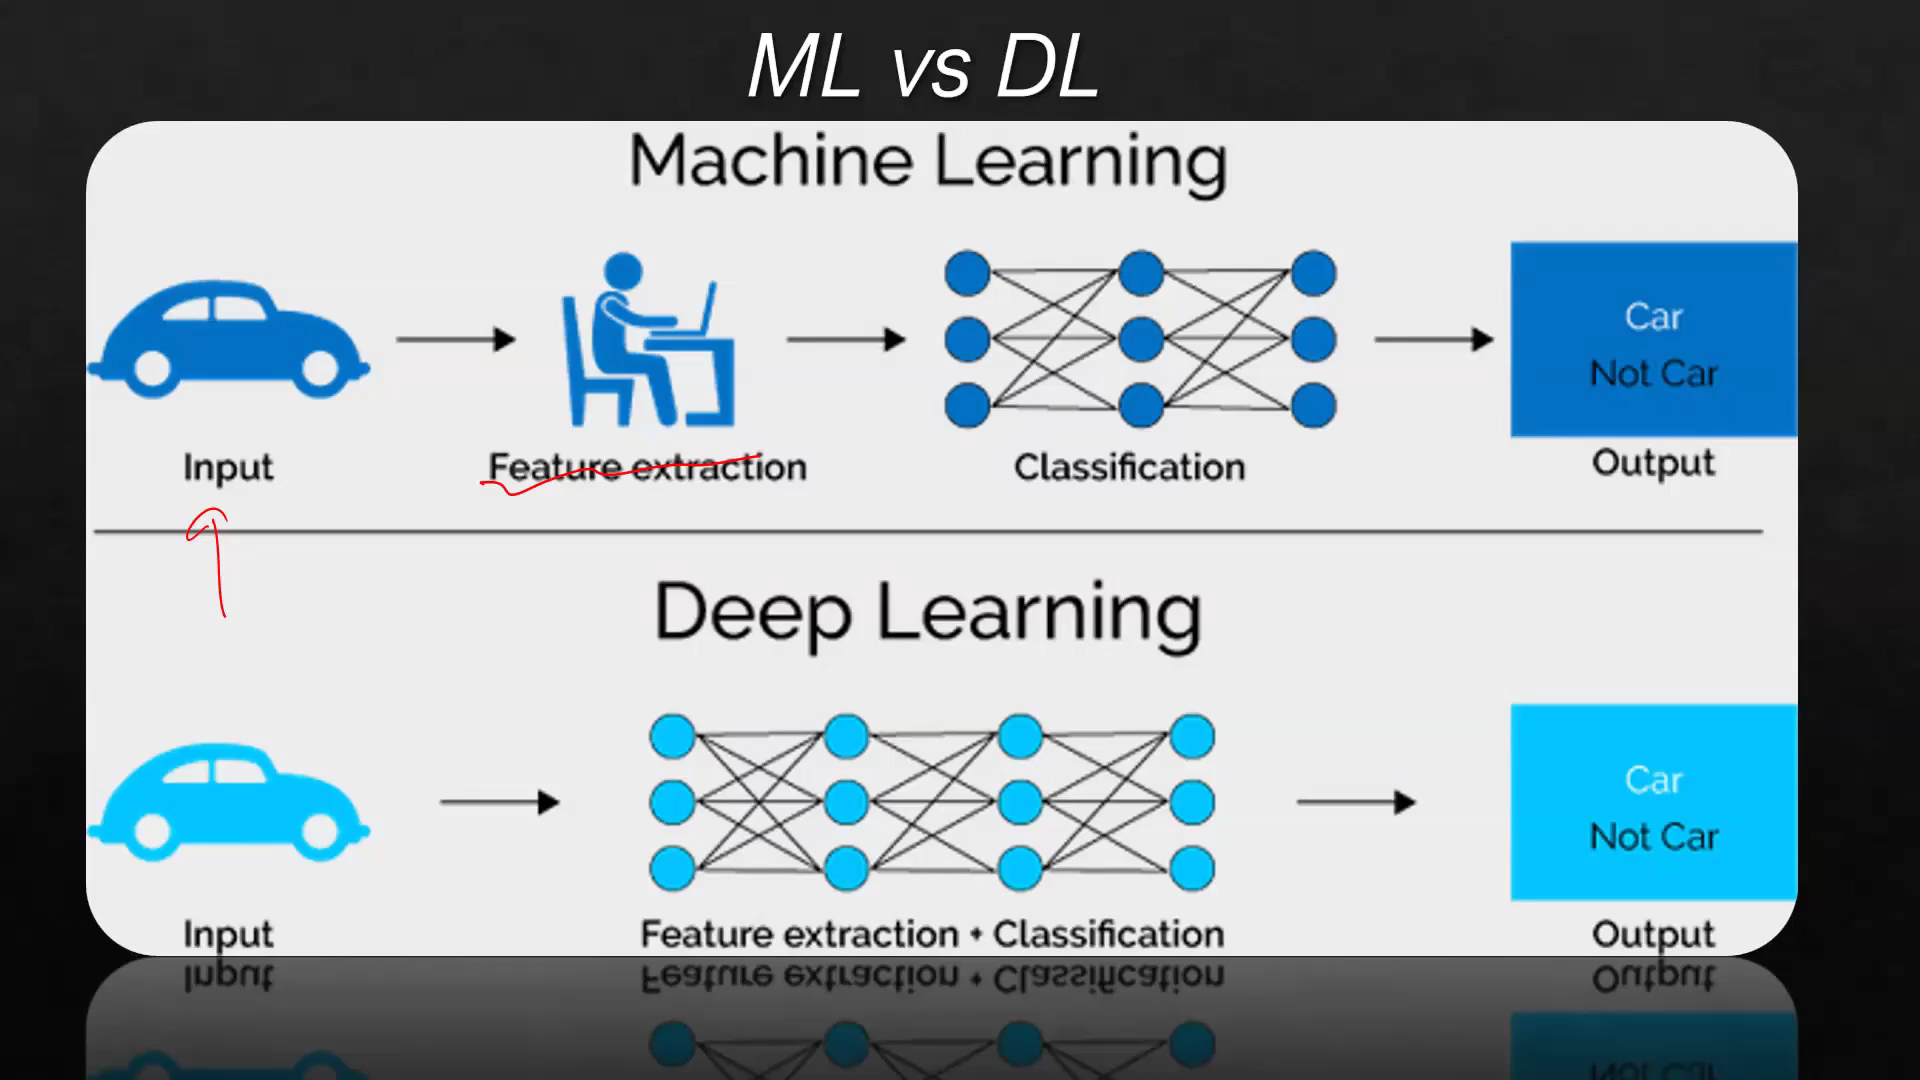 ML vs DL
Machine Learning
Car
Not Car
Input
Feature extraction
Classification
Output
Deep Learning
Car
Not Car
Input
Feature extraction + Classification
Output